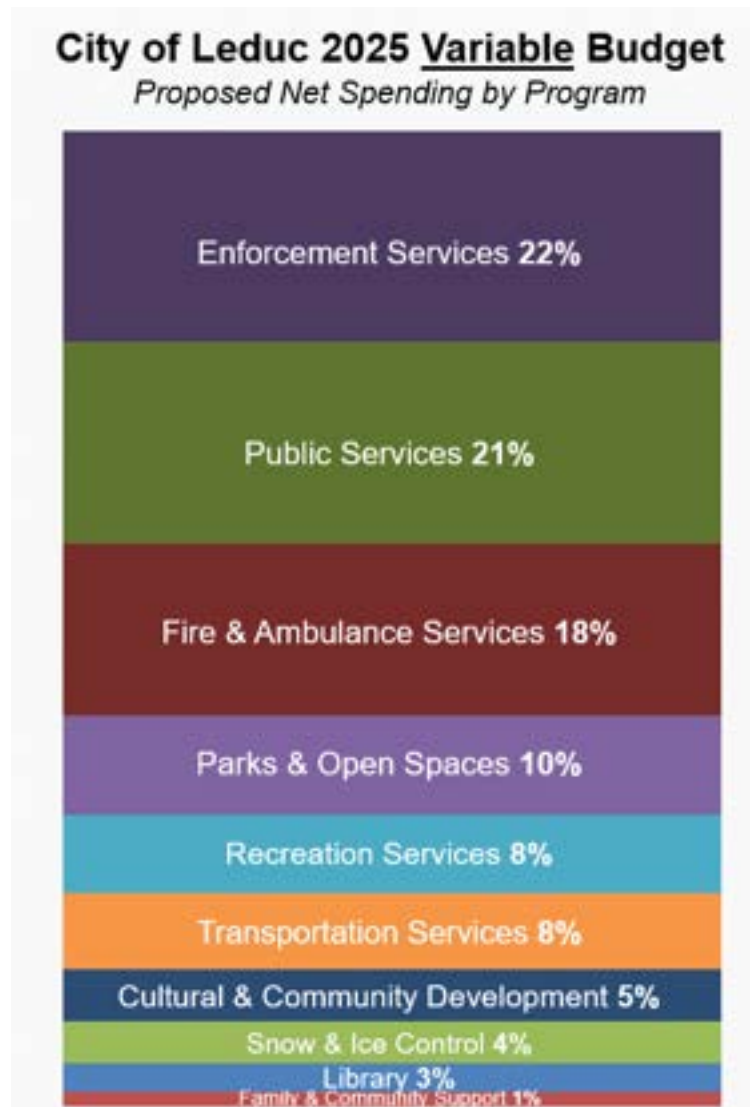 City of Leduc 2025 Variable Budget
Proposed Net Spending by Program
Enforcement Services 22%
Public Services 21%
Fire & Ambulance Services 18%
Parks & Open Spaces 10%
Recreation Services 8%
Transportation Services 8%
Cultural & Community Development 5%
Snow & Ice Control 4%
Library 3%
Family & Community Support 1%